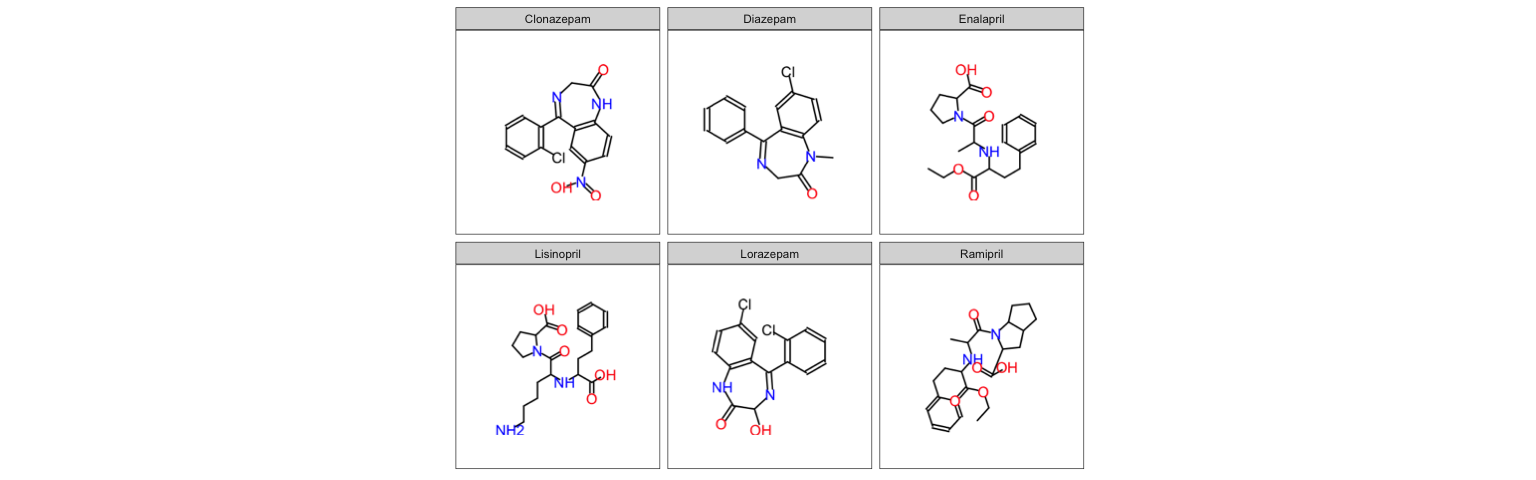 Clonazepam
Diazepam
Enalapril
O
N
NH
Cl
OH
N
O
Cl
N
N
O
OH
O
N
O
NH
O
O
Lisinopril
Lorazepam
Ramipril
OH
O
N
O
NH
OH
O
NH2
Cl
Cl
NH
N
O
OH
O
N
NH
O
OH
O
O